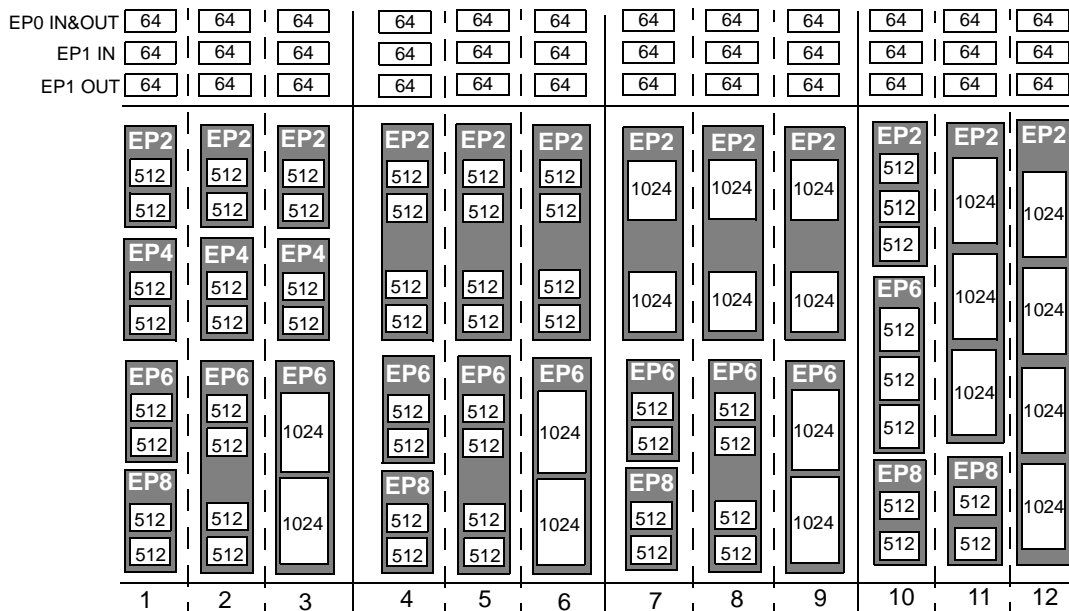 EP0 IN&OUT 64 64 64 64 64 64 64 64 64 64 64 64
EP1 IN 64 64 64 64 64 64 64 64 64 64 64 64
EP1 OUT 64 64 64 64 64 64 64 64 64 64 64 64
EP2 EP2 EP2 EP2 EP2 EP2 EP2 EP2 EP2 EP2 EP2 EP2
512 512 512 512 512 512 1024 1024 1024 512 1024 1024
512 512 512 512 512 512 512
512
EP4 EP4 EP4
512 512 512 512 512 512 1024 1024 1024 EP6 1024 1024
512 512 512 512 512 512 512
EP6 EP6 EP6 EP6 EP6 EP6 EP6 EP6 EP6 512
512 512 1024 512 512 1024 512 512 1024 512 1024 1024
512 512 512 512 512 512
EP8 EP8 EP8 EP8 EP8
512 512 1024 512 512 1024 512 512 1024 512 512 1024
512 512 512 512 512 512 512 512
1 2 3 4 5 6 7 8 9 10 11 12